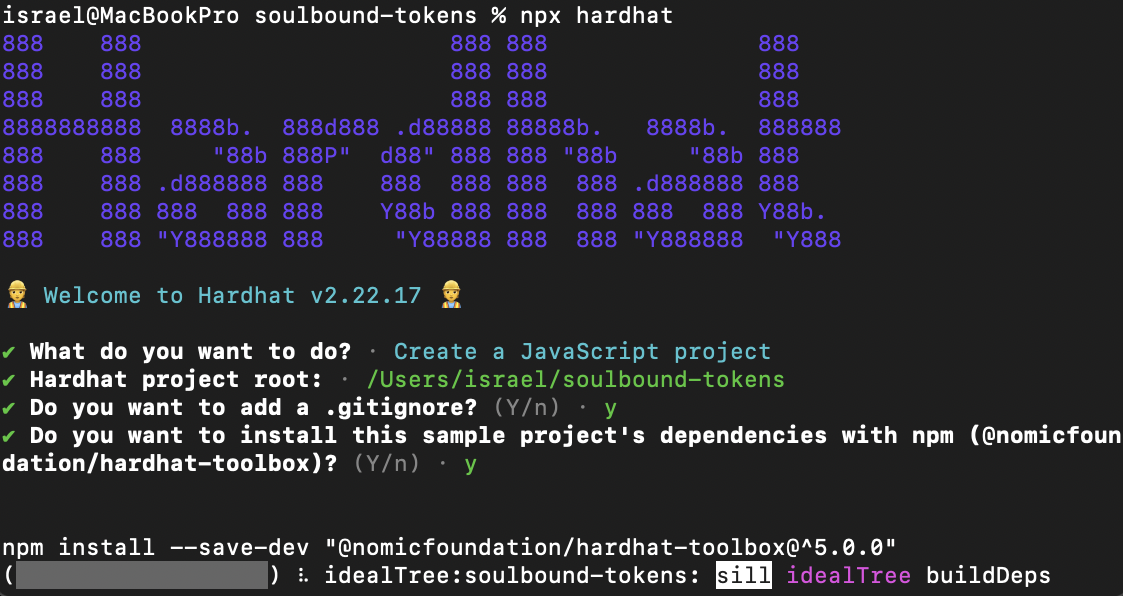 israel@MacBookPro soulbound-tokens % npx hardhat
888    888                      888 888               888
888    888                      888 888               888
888    888                      888 888               888
8888888888  8888b.  888d888 .d88888 88888b.   8888b.  888888
888    888     "88b 888P"  d88" 888 888 "88b     "88b 888
888    888 .d888888 888    888  888 888  888 .d888888 888
888    888 888  888 888    Y88b 888 888  888 888  888 Y88b.
888    888 "Y888888 888     "Y88888 888  888 "Y888888  "Y888
👷 Welcome to Hardhat v2.22.17 👷
✔ What do you want to do? · Create a JavaScript project
✔ Hardhat project root: · /Users/israel/soulbound-tokens
✔ Do you want to add a .gitignore? (Y/n) · y
✔ Do you want to install this sample project's dependencies with npm (@nomicfoun
dation/hardhat-toolbox)? (Y/n) · y
npm install --save-dev "@nomicfoundation/hardhat-toolbox@^5.0.0"
(                  ) ⠧ idealTree:soulbound-tokens: sill idealTree buildDeps